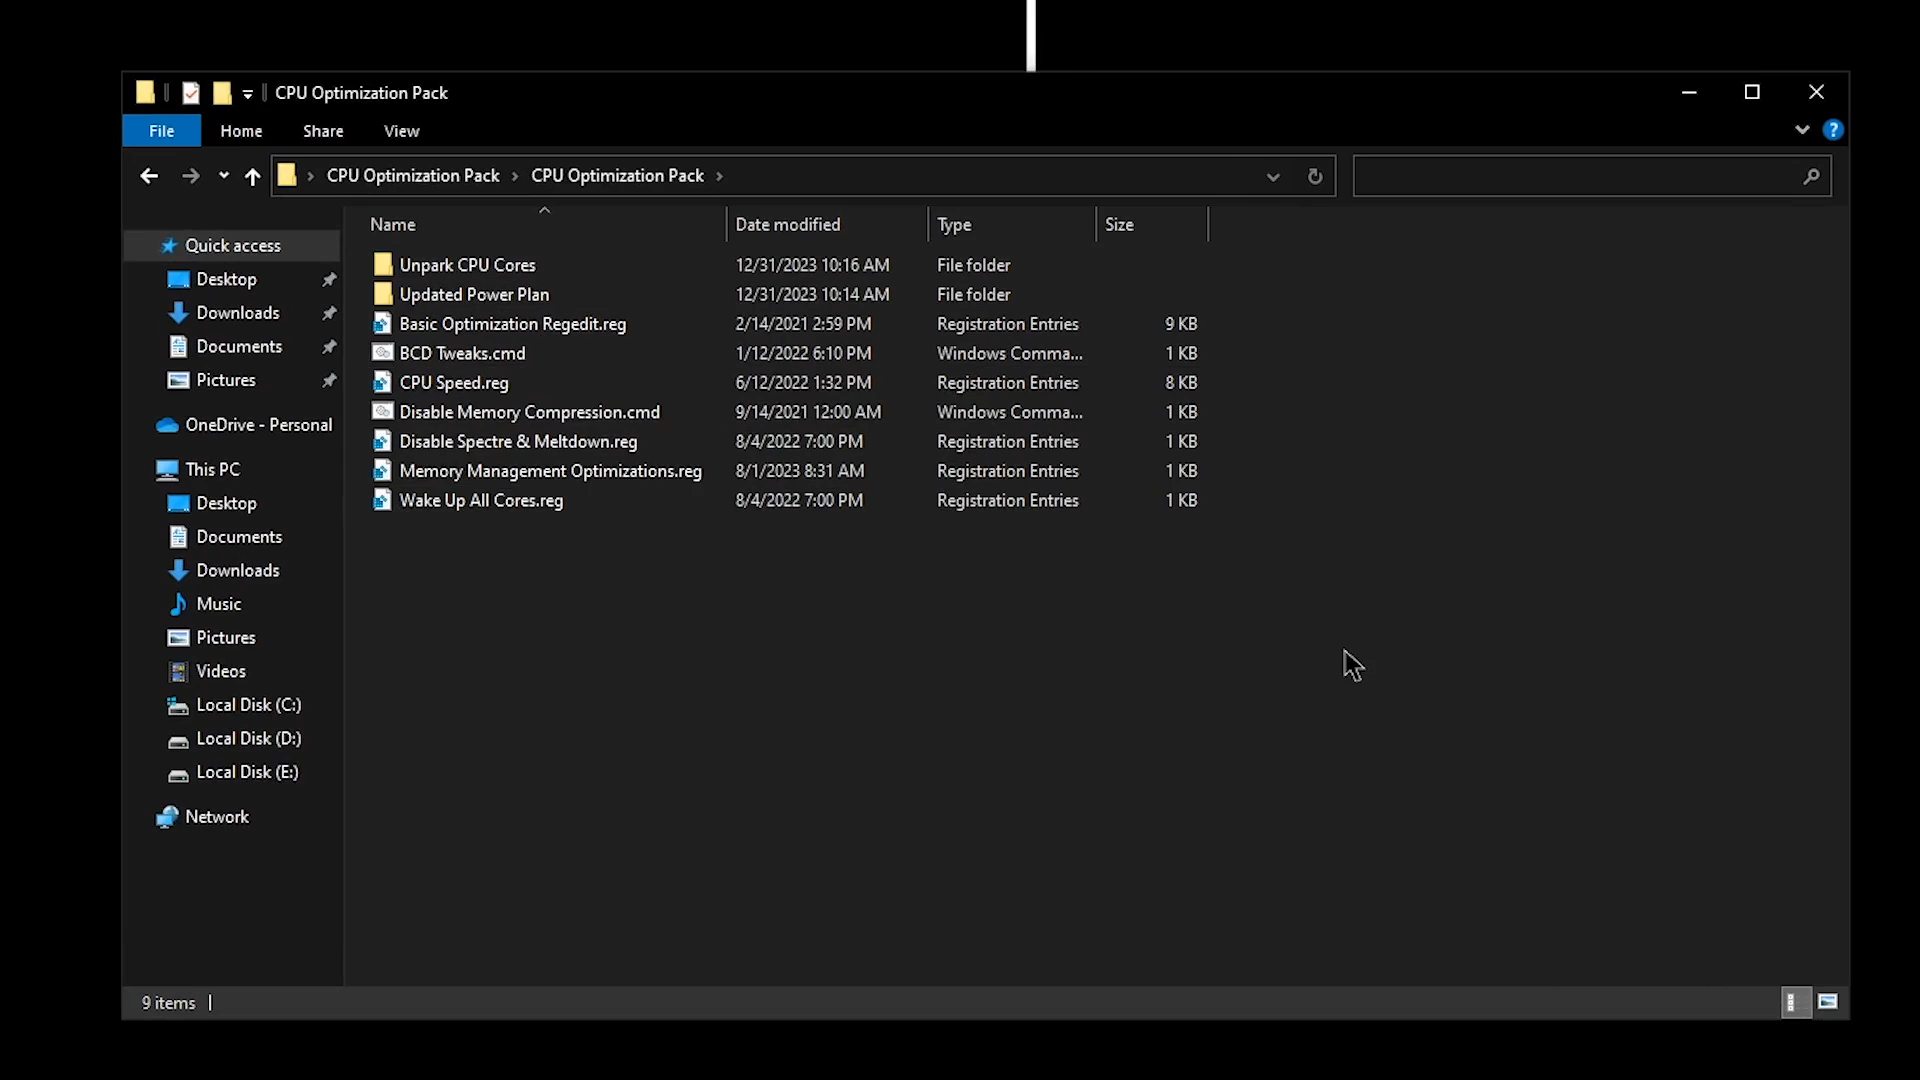 CPU Optimization Pack
File Home Share View
CPU Optimization Pack CPU Optimization Pack
Name Date modified Type Size
Quick access
Desktop
Downloads
Documents
Pictures
OneDrive - Personal
This PC
Desktop
Documents
Downloads
Music
Pictures
Videos
Local Disk (C:)
Local Disk (D:)
Local Disk (E:)
Network
Unpark CPU Cores 12/31/2023 10:16 AM File folder
Updated Power Plan 12/31/2023 10:14 AM File folder
Basic Optimization Regedit.reg 2/14/2021 2:59 PM Registration Entries 9 KB
BCD Tweaks.cmd 1/12/2022 6:10 PM Windows Comma... 1 KB
CPU Speed.reg 6/12/2022 1:32 PM Registration Entries 8 KB
Disable Memory Compression.cmd 9/14/2021 12:00 AM Windows Comma... 1 KB
Disable Spectre & Meltdown.reg 8/4/2022 7:00 PM Registration Entries 1 KB
Memory Management Optimizations.reg 8/1/2023 8:31 AM Registration Entries 1 KB
Wake Up All Cores.reg 8/4/2022 7:00 PM Registration Entries 1 KB
9 items